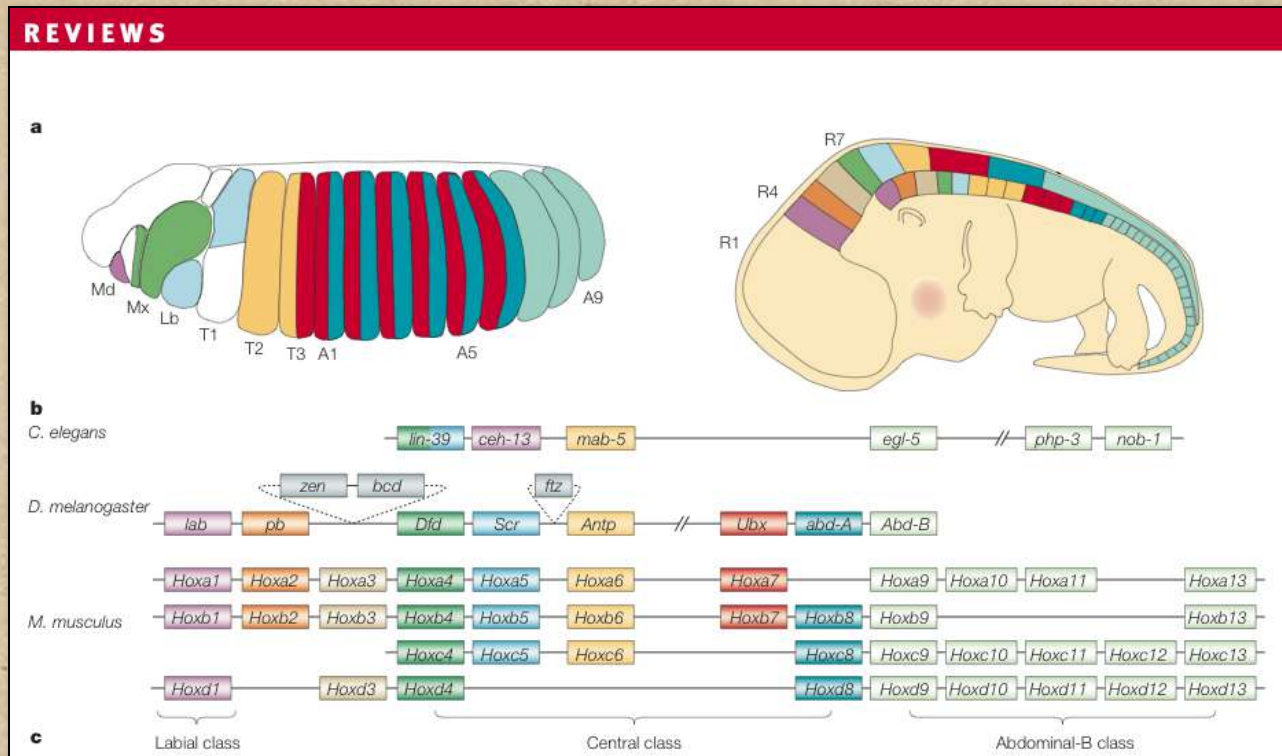 REVIEWS
a
R7
R4
R1
Md
Mx
Lb
T1
T2
T3
A1
A5
A9
b
C. elegans
lin-39 ceh-13 mab-5 egl-5 // php-3 nob-1
zen bcd ftz
D. melanogaster
lab pb Dfd Scr Antp // Ubx abd-A Abd-B
Hoxa1 Hoxa2 Hoxa3 Hoxa4 Hoxa5 Hoxa6 Hoxa7 Hoxa9 Hoxa10 Hoxa11 Hoxa13
M. musculus
Hoxb1 Hoxb2 Hoxb3 Hoxb4 Hoxb5 Hoxb6 Hoxb7 Hoxb8 Hoxb9 Hoxb13
Hoxc4 Hoxc5 Hoxc6 Hoxc8 Hoxc9 Hoxc10 Hoxc11 Hoxc12 Hoxc13
Hoxd1 Hoxd3 Hoxd4 Hoxd8 Hoxd9 Hoxd10 Hoxd11 Hoxd12 Hoxd13
Labial class Central class Abdominal-B class
c